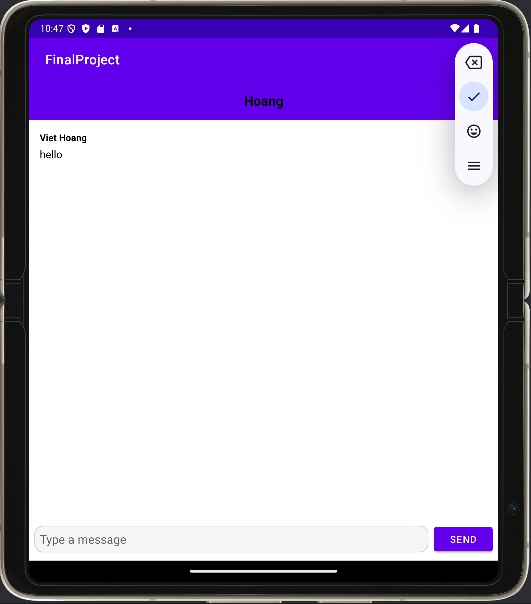 10:47
FinalProject
Hoang
Viet Hoang
hello
Type a message
SEND